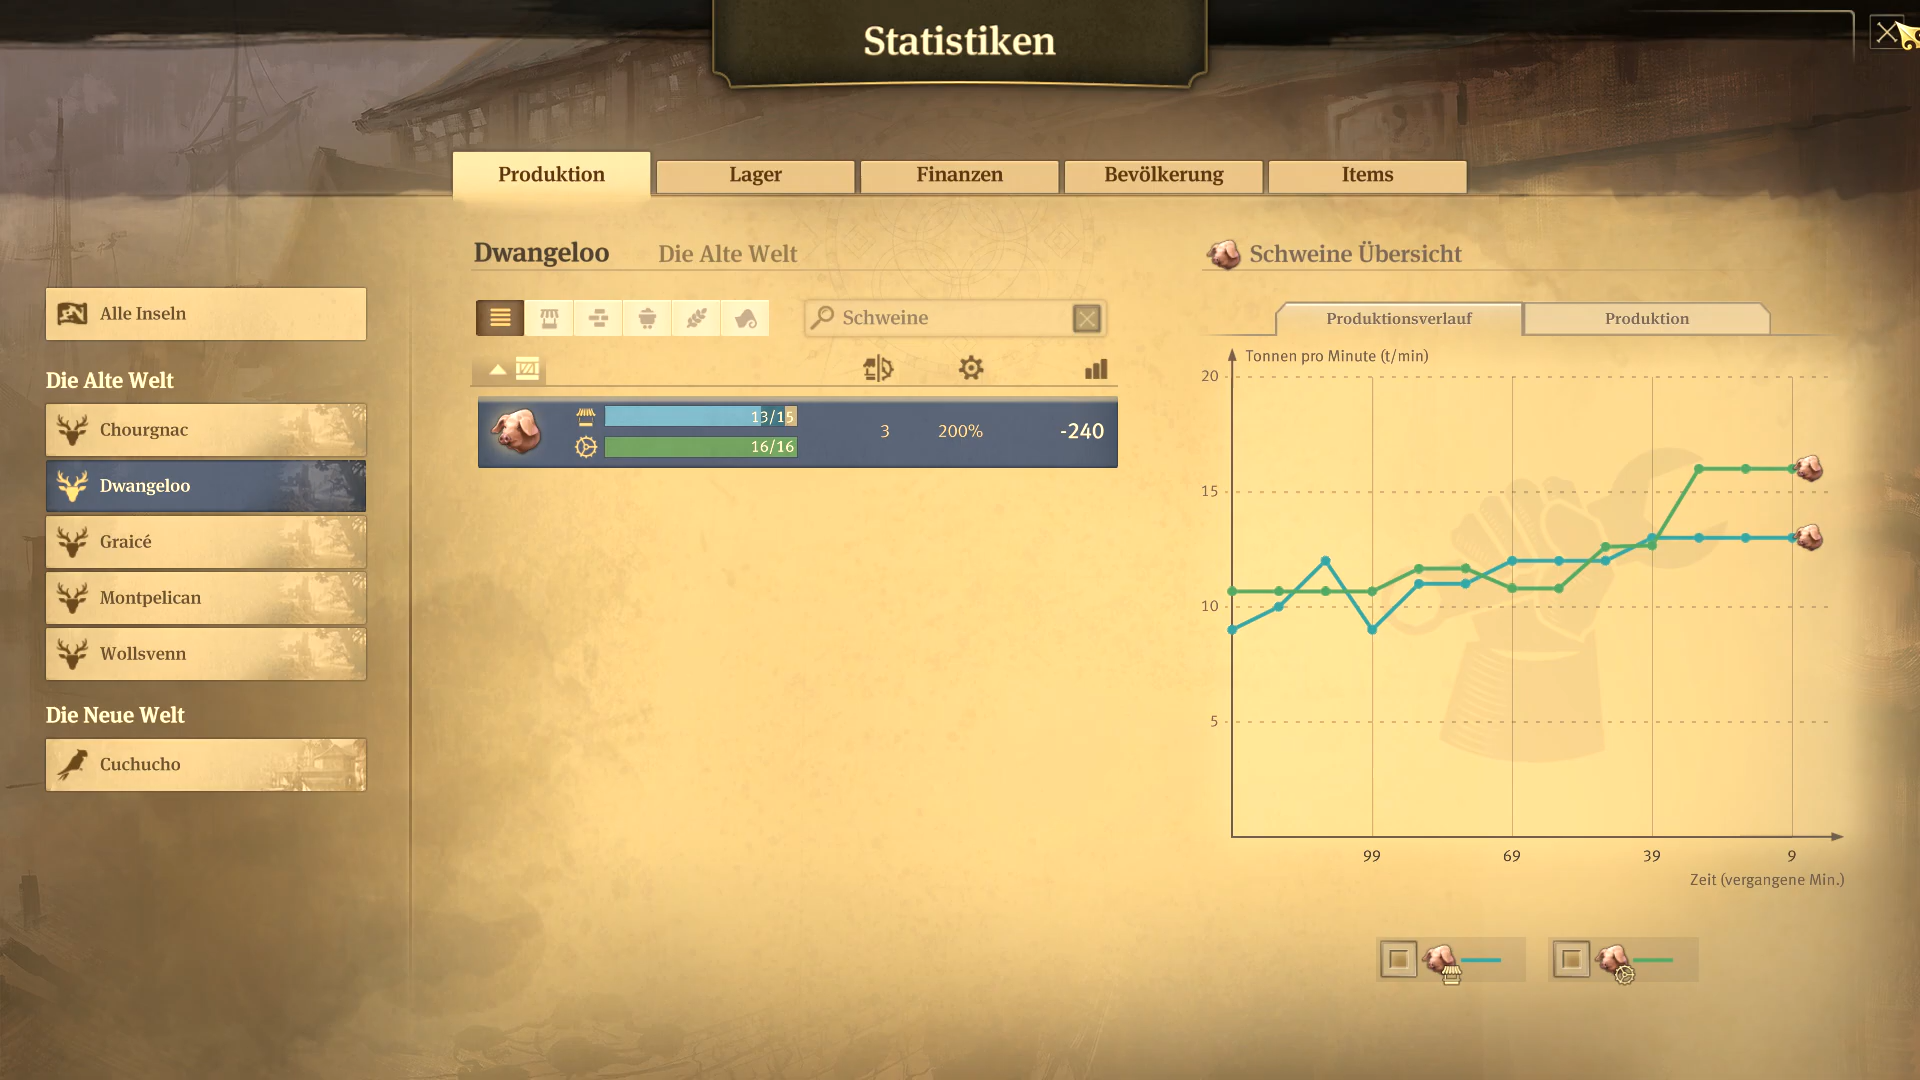 Statistiken
Produktion
Lager
Finanzen
Bevölkerung
Items
Alle Inseln
Die Alte Welt
Chourgnac
Dwangeloo
Graicé
Montpelican
Wollsvenn
Die Neue Welt
Cuchucho
Dwangeloo
Die Alte Welt
Schweine
13/15
16/16
3
200%
-240
Schweine Übersicht
Produktionsverlauf
Produktion
Tonnen pro Minute (t/min)
20
15
10
5
99
69
39
9
Zeit (vergangene Min.)